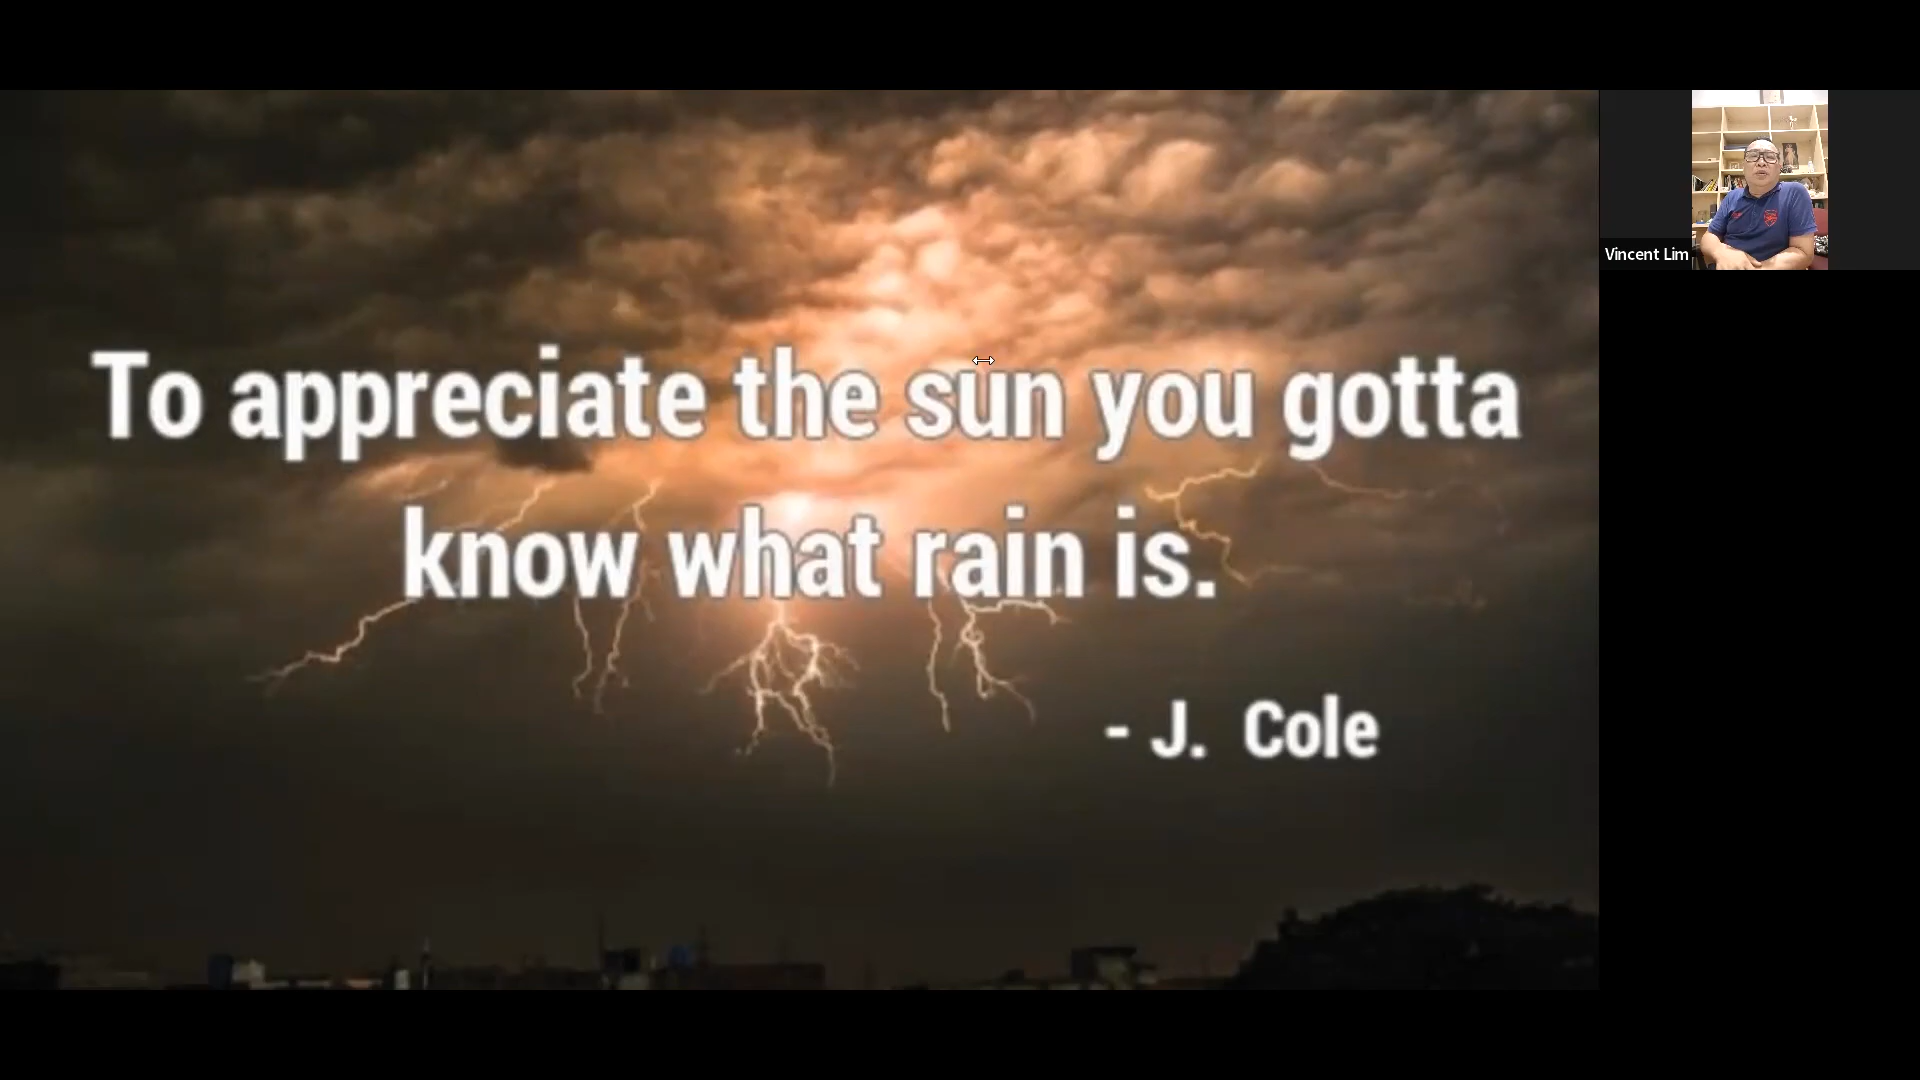 To appreciate the sun you gotta
know what rain is.
- J. Cole
Vincent Lim